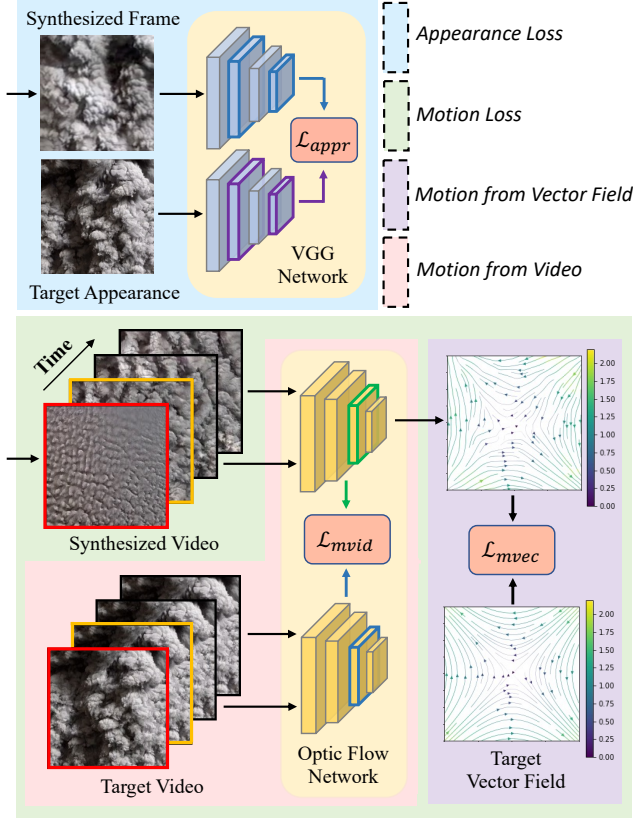 Synthesized Frame
Target Appearance
VGG
Network
ℒ_appr
Appearance Loss
Motion Loss
Motion from Vector Field
Motion from Video
Time
Synthesized Video
Target Video
Optic Flow
Network
ℒ_mvid
ℒ_mvec
2.00
1.75
1.50
1.25
1.00
0.75
0.50
0.25
0.00
2.00
1.75
1.50
1.25
1.00
0.75
0.50
0.25
0.00
Target
Vector Field